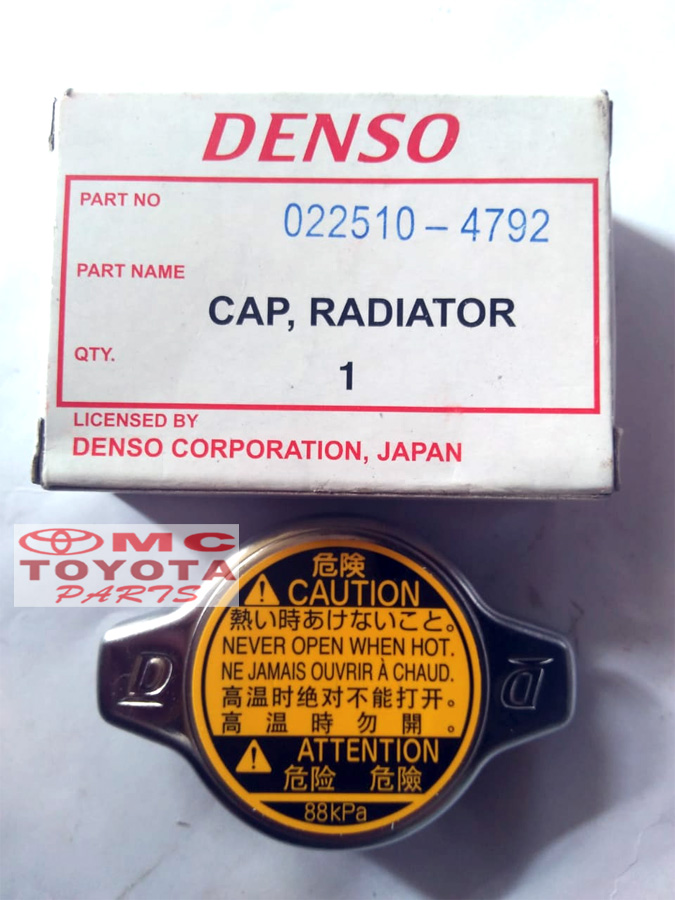 DENSO
PART NO
022510-4792
PART NAME
CAP, RADIATOR
QTY.
1
LICENSED BY
DENSO CORPORATION, JAPAN
OMC
TOYOTA
PARTS
危険
CAUTION
熱い時あけないこと。
NEVER OPEN WHEN HOT.
NE JAMAIS OUVRIR À CHAUD.
高温时绝对不能打开。
高温時勿開。
ATTENTION
危险 危險
88kPa
D
D